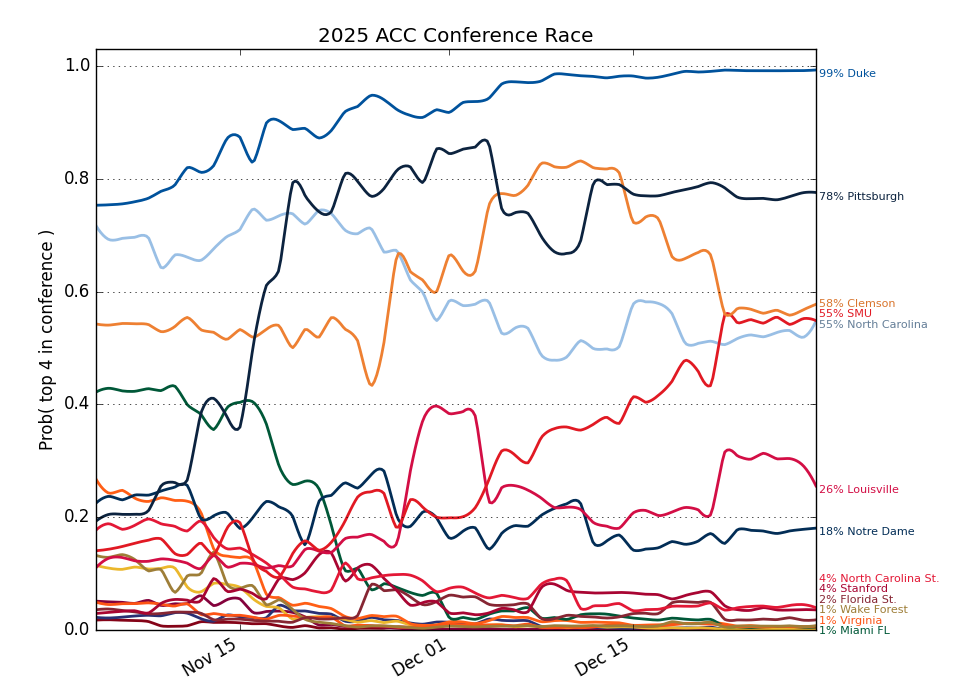 2025 ACC Conference Race
Prob( top 4 in conference )
1.0
0.8
0.6
0.4
0.2
0.0
Nov 15
Dec 01
Dec 15
99% Duke
78% Pittsburgh
58% Clemson
55% SMU
55% North Carolina
26% Louisville
18% Notre Dame
4% North Carolina St.
4% Stanford
2% Florida St.
1% Wake Forest
1% Virginia
1% Miami FL